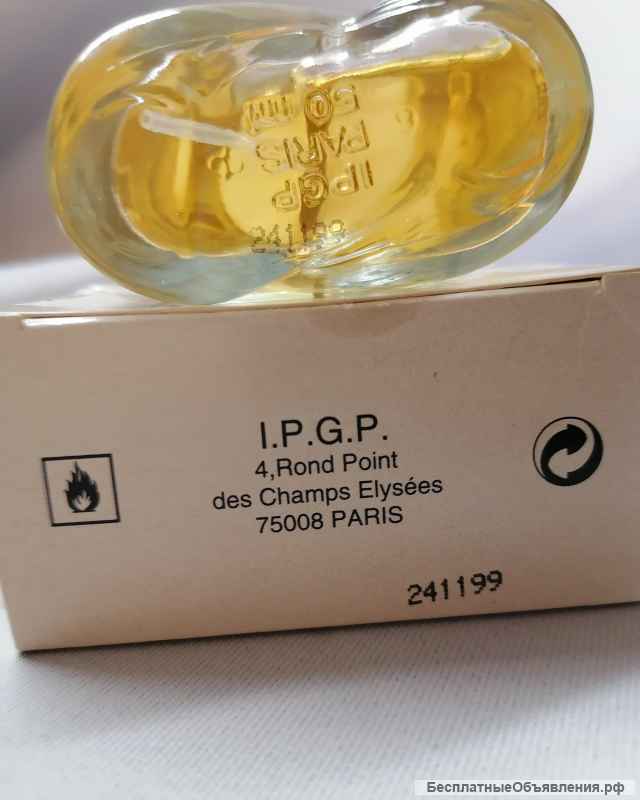 50 ml
PARIS
IPGP
241199
I.P.G.P.
4,Rond Point
des Champs Elysées
75008 PARIS
241199
БесплатныеОбъявления.рф